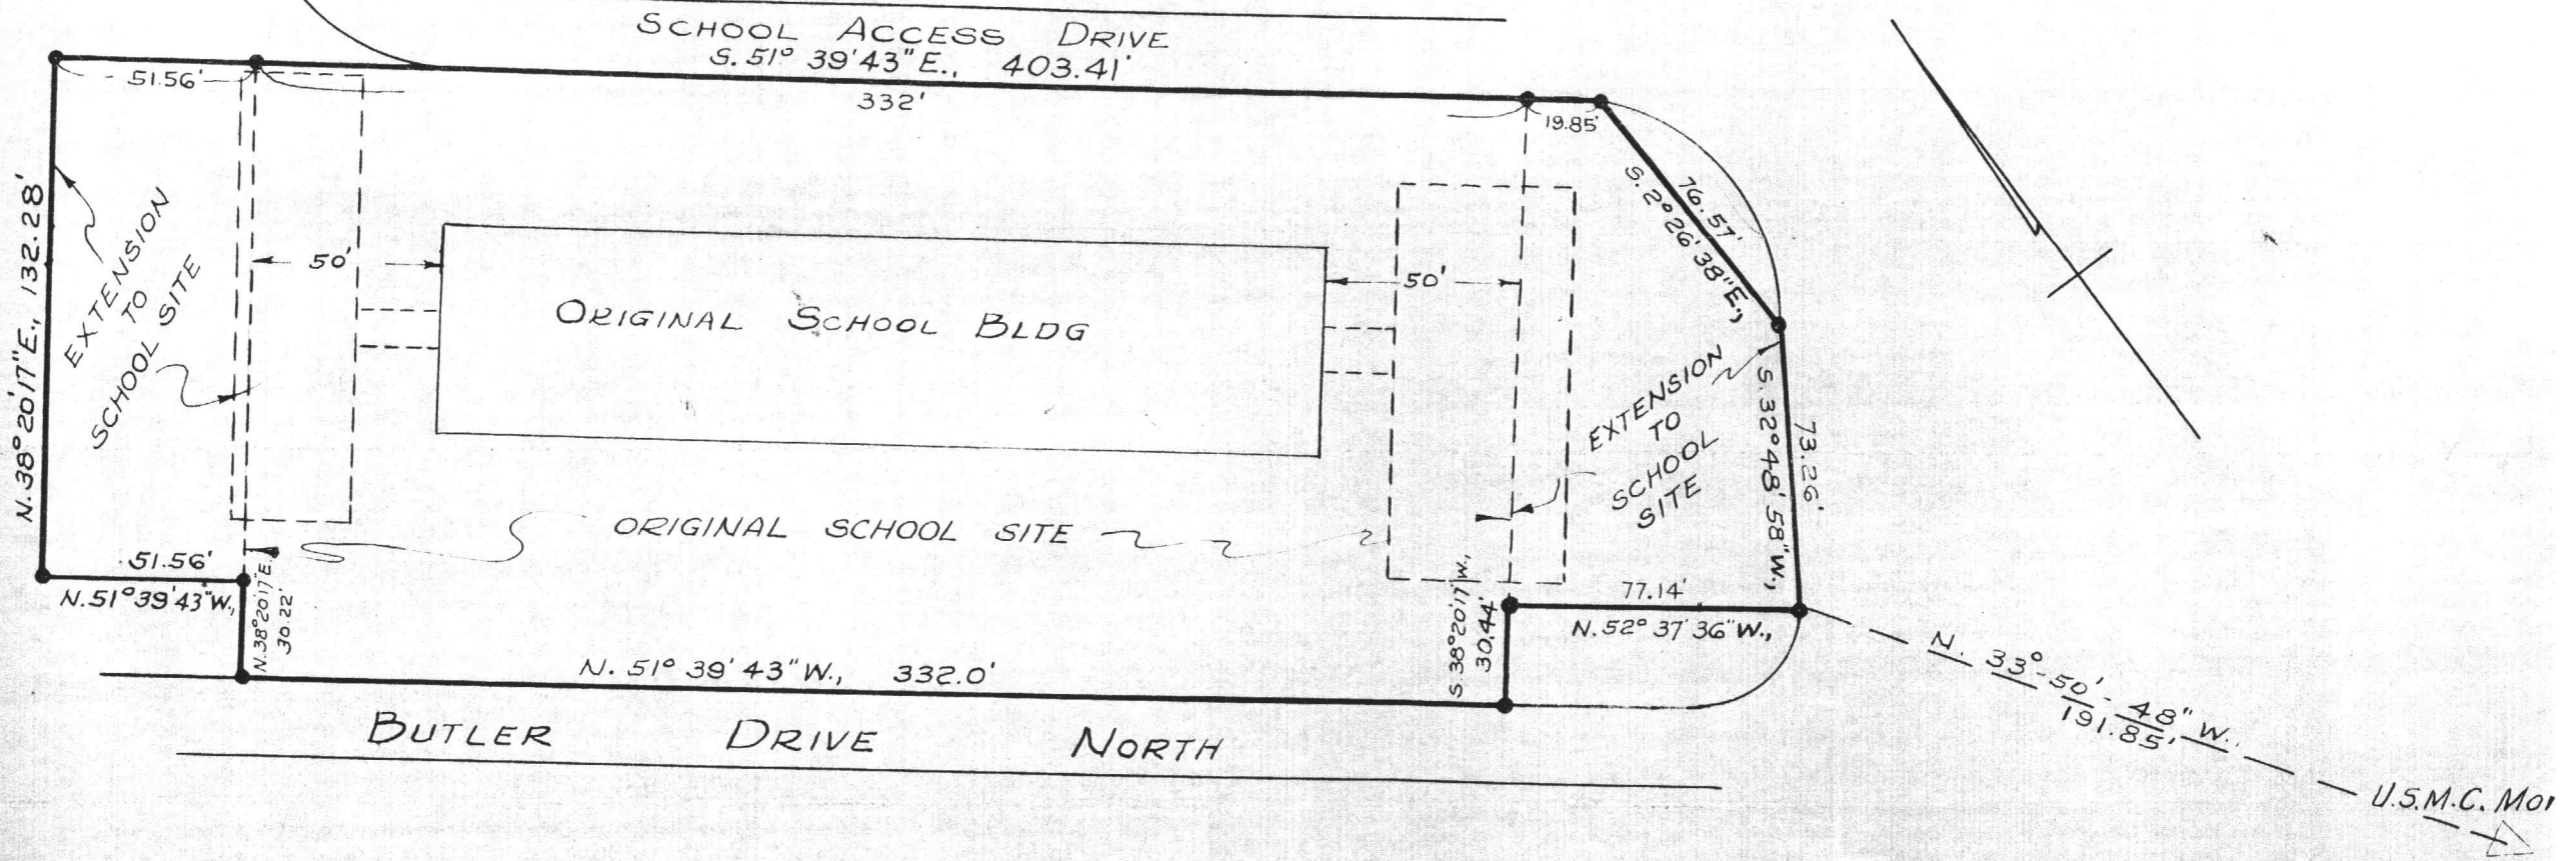 SCHOOL ACCESS DRIVE
S. 51° 39' 43" E., 403.41'
51.56'
332'
19.85'
N. 38° 20' 17" E., 132.28'
EXTENSION
TO
SCHOOL SITE
50'
ORIGINAL SCHOOL BLDG
50'
76.57'
S. 2° 26' 38" E.,
EXTENSION
TO
SCHOOL
SITE
S. 32° 48' 58" W.,
73.26'
ORIGINAL SCHOOL SITE
51.56'
N. 51° 39' 43" W.,
N. 38° 20' 17" E.
30.22'
S. 38° 20' 17" W.,
30.44'
77.14'
N. 52° 37' 36" W.,
N. 51° 39' 43" W., 332.0'
BUTLER DRIVE NORTH
N. 33°-50'-48" W.
191.85'
U.S.M.C. Mo